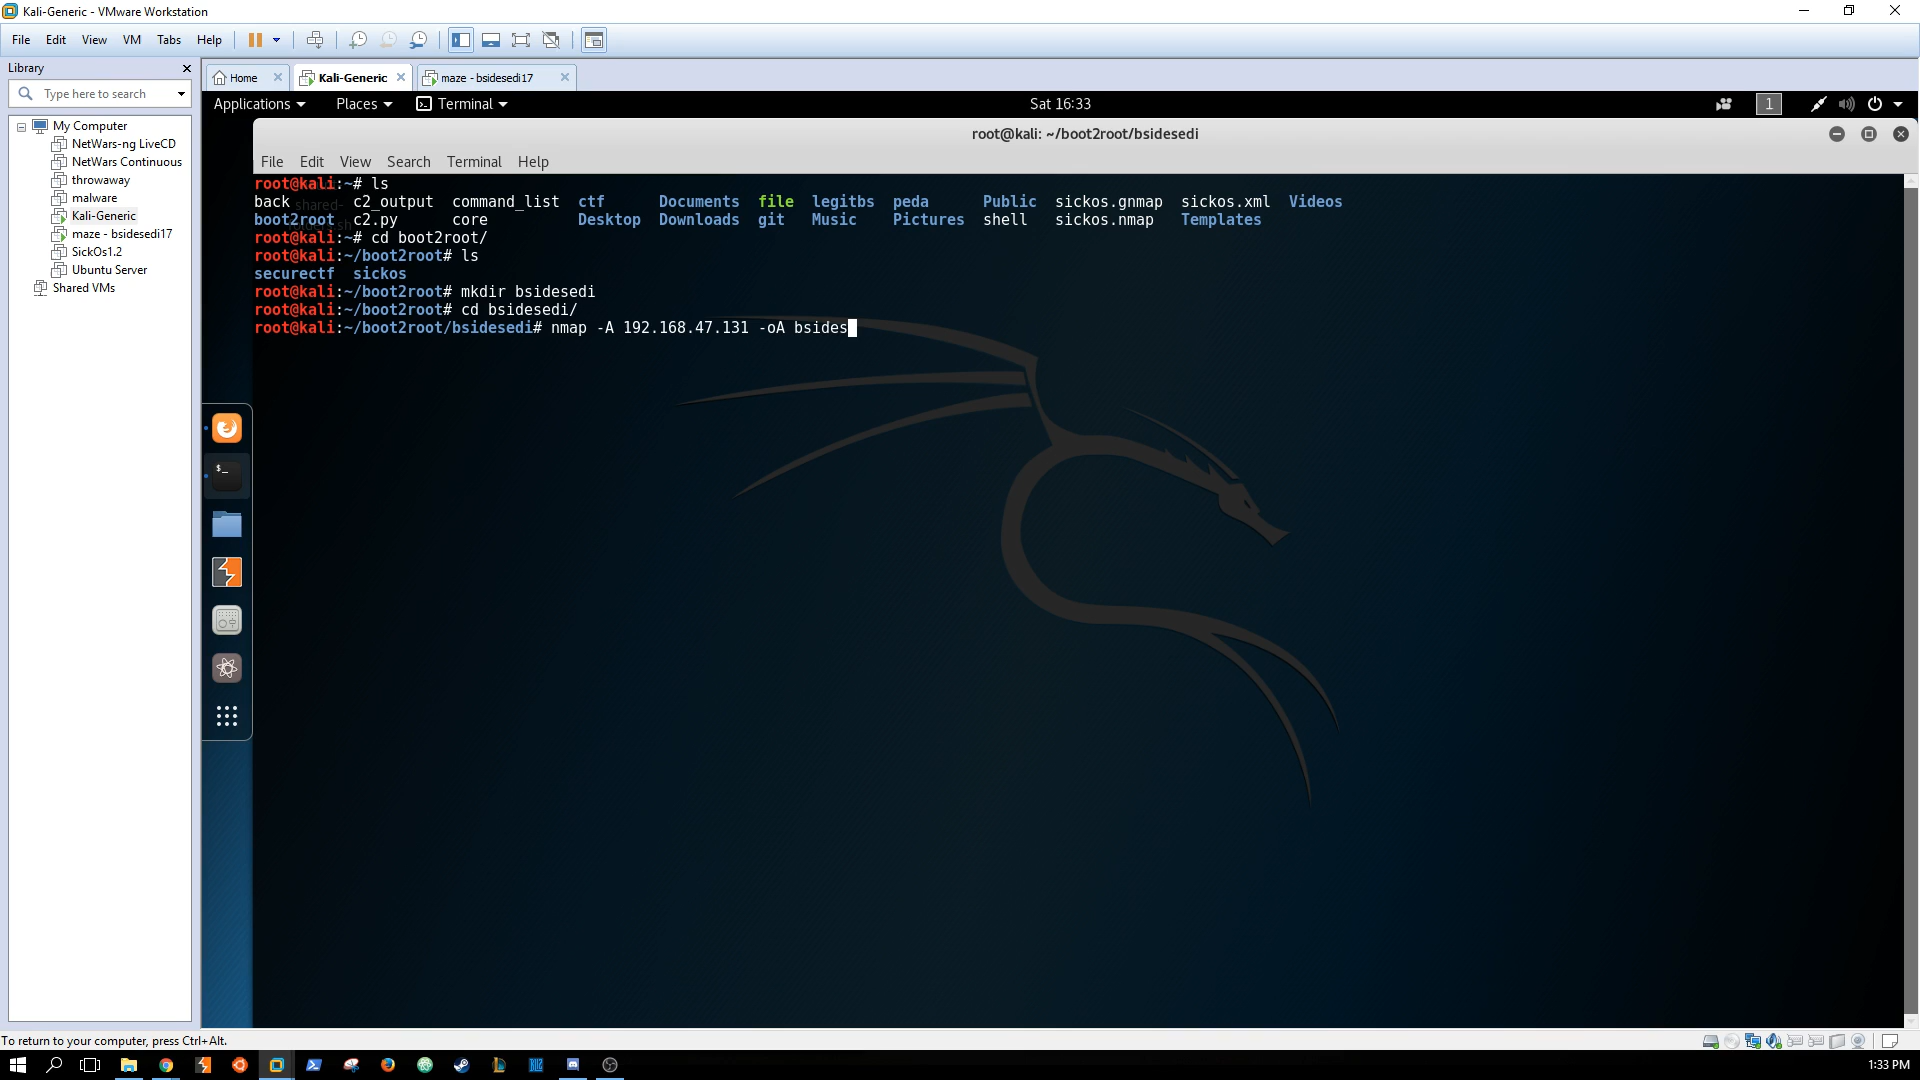 Kali-Generic - VMware Workstation
File Edit View VM Tabs Help
Library
Type here to search
My Computer
NetWars-ng LiveCD
NetWars Continuous
throwaway
malware
Kali-Generic
maze - bsidesedi17
SickOs1.2
Ubuntu Server
Shared VMs
Home Kali-Generic maze - bsidesedi17
Applications Places Terminal Sat 16:33 1
root@kali: ~/boot2root/bsidesedi
File Edit View Search Terminal Help
root@kali:~# ls
back c2_output command_list ctf Documents file legitbs peda Public sickos.gnmap sickos.xml Videos
boot2root c2.py core Desktop Downloads git Music Pictures shell sickos.nmap Templates
root@kali:~# cd boot2root/
root@kali:~/boot2root# ls
securectf sickos
root@kali:~/boot2root# mkdir bsidesedi
root@kali:~/boot2root# cd bsidesedi/
root@kali:~/boot2root/bsidesedi# nmap -A 192.168.47.131 -oA bsides
To return to your computer, press Ctrl+Alt.
1:33 PM